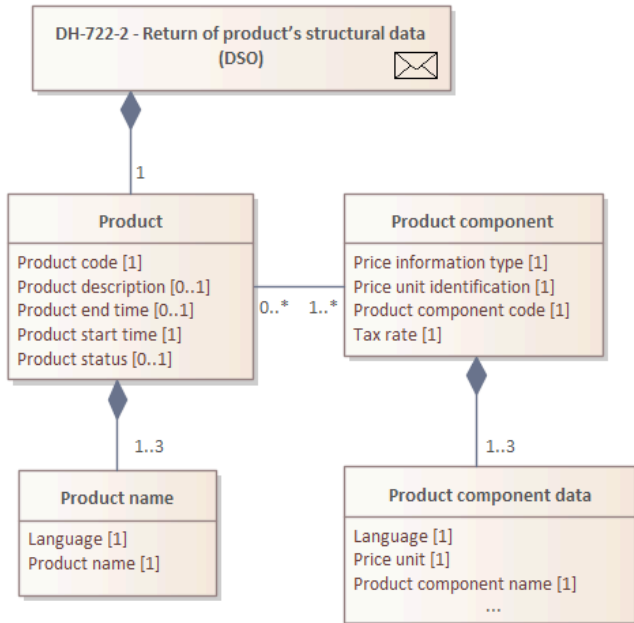 DH-722-2 - Return of product's structural data
(DSO)
1
Product
Product code [1]
Product description [0..1]
Product end time [0..1]
Product start time [1]
Product status [0..1]
0..*
1..*
Product component
Price information type [1]
Price unit identification [1]
Product component code [1]
Tax rate [1]
1..3
1..3
Product name
Language [1]
Product name [1]
Product component data
Language [1]
Price unit [1]
Product component name [1]
...